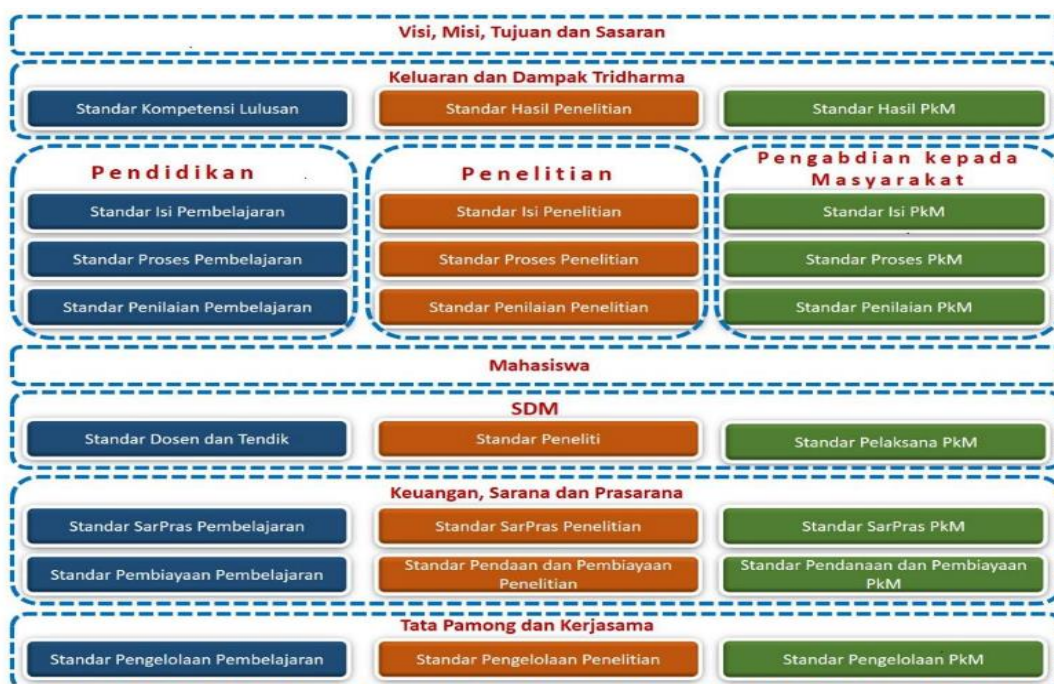 Visi, Misi, Tujuan dan Sasaran
Keluaran dan Dampak Tridharma
Standar Kompetensi Lulusan
Standar Hasil Penelitian
Standar Hasil PkM
Pendidikan
Standar Isi Pembelajaran
Standar Proses Pembelajaran
Standar Penilaian Pembelajaran
Penelitian
Standar Isi Penelitian
Standar Proses Penelitian
Standar Penilaian Penelitian
Pengabdian kepada
Masyarakat
Standar Isi PkM
Standar Proses PkM
Standar Penilaian PkM
Mahasiswa
SDM
Standar Dosen dan Tendik
Standar Peneliti
Standar Pelaksana PkM
Keuangan, Sarana dan Prasarana
Standar SarPras Pembelajaran
Standar SarPras Penelitian
Standar SarPras PkM
Standar Pembiayaan Pembelajaran
Standar Pendaan dan Pembiayaan
Penelitian
Standar Pendanaan dan Pembiayaan
PkM
Tata Pamong dan Kerjasama
Standar Pengelolaan Pembelajaran
Standar Pengelolaan Penelitian
Standar Pengelolaan PkM